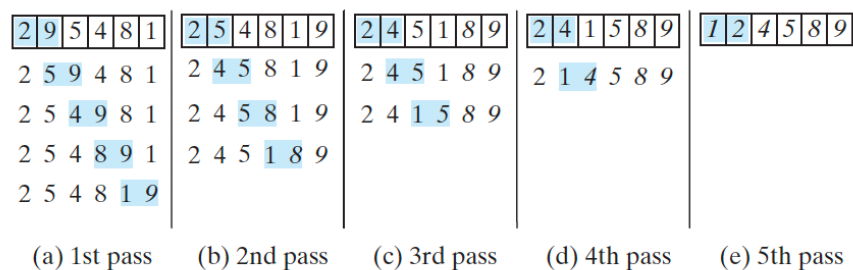 2 9 5 4 8 1
2 5 9 4 8 1
2 5 4 9 8 1
2 5 4 8 9 1
2 5 4 8 1 9
(a) 1st pass
2 5 4 8 1 9
2 4 5 8 1 9
2 4 5 8 1 9
2 4 5 1 8 9
(b) 2nd pass
2 4 5 1 8 9
2 4 5 1 8 9
2 4 1 5 8 9
(c) 3rd pass
2 4 1 5 8 9
2 1 4 5 8 9
(d) 4th pass
1 2 4 5 8 9
(e) 5th pass